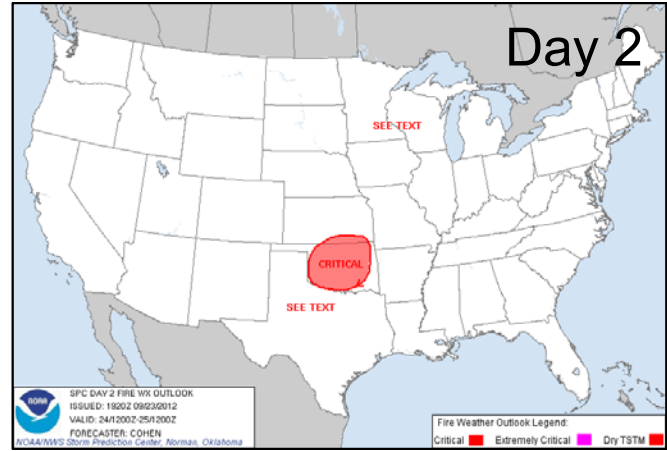 Day 2
SEE TEXT
CRITICAL
SEE TEXT
NOAA
SPC DAY 2 FIRE WX OUTLOOK
ISSUED: 1920Z 09/23/2012
VALID: 24/1200Z-25/1200Z
FORECASTER: COHEN
NOAA/NWS Storm Prediction Center, Norman, Oklahoma
Fire Weather Outlook Legend:
Critical Extremely Critical Dry TSTM